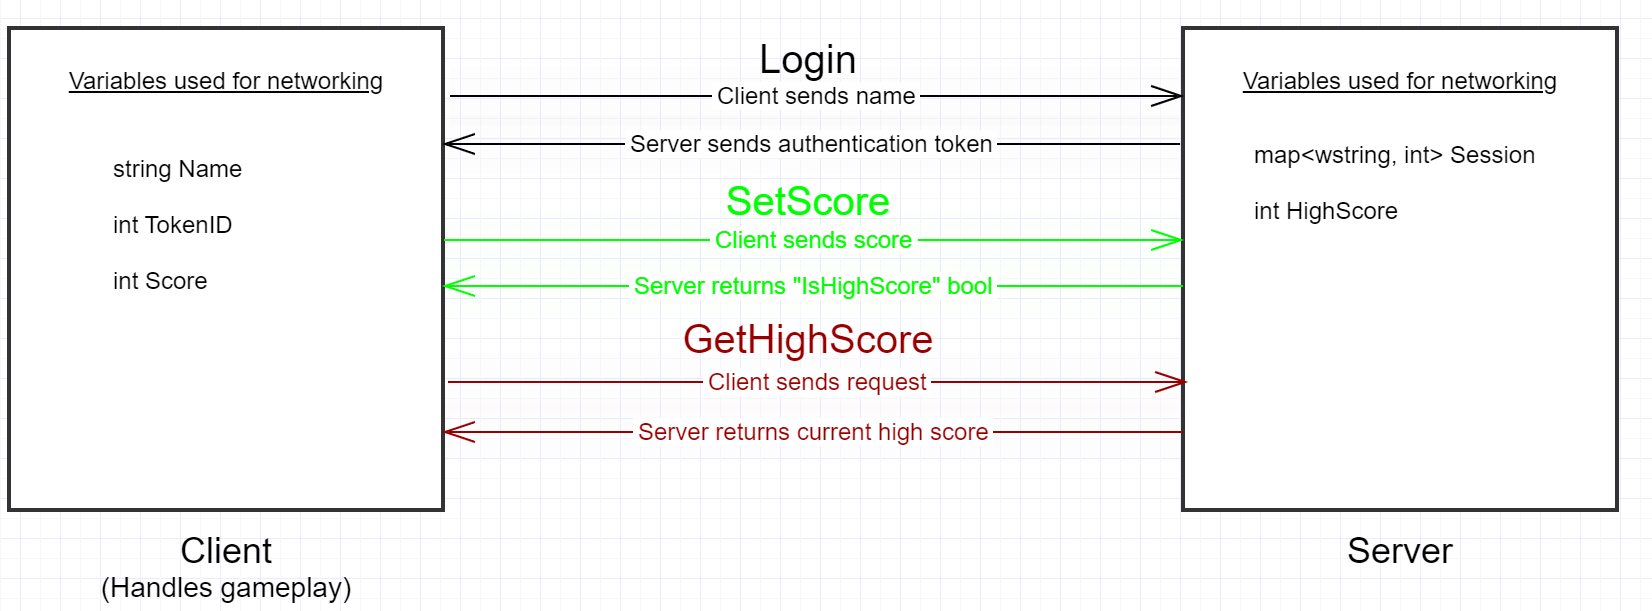 Variables used for networking
string Name
int TokenID
int Score
Client
(Handles gameplay)
Login
Client sends name
Server sends authentication token
SetScore
Client sends score
Server returns "IsHighScore" bool
GetHighScore
Client sends request
Server returns current high score
Variables used for networking
map<wstring, int> Session
int HighScore
Server